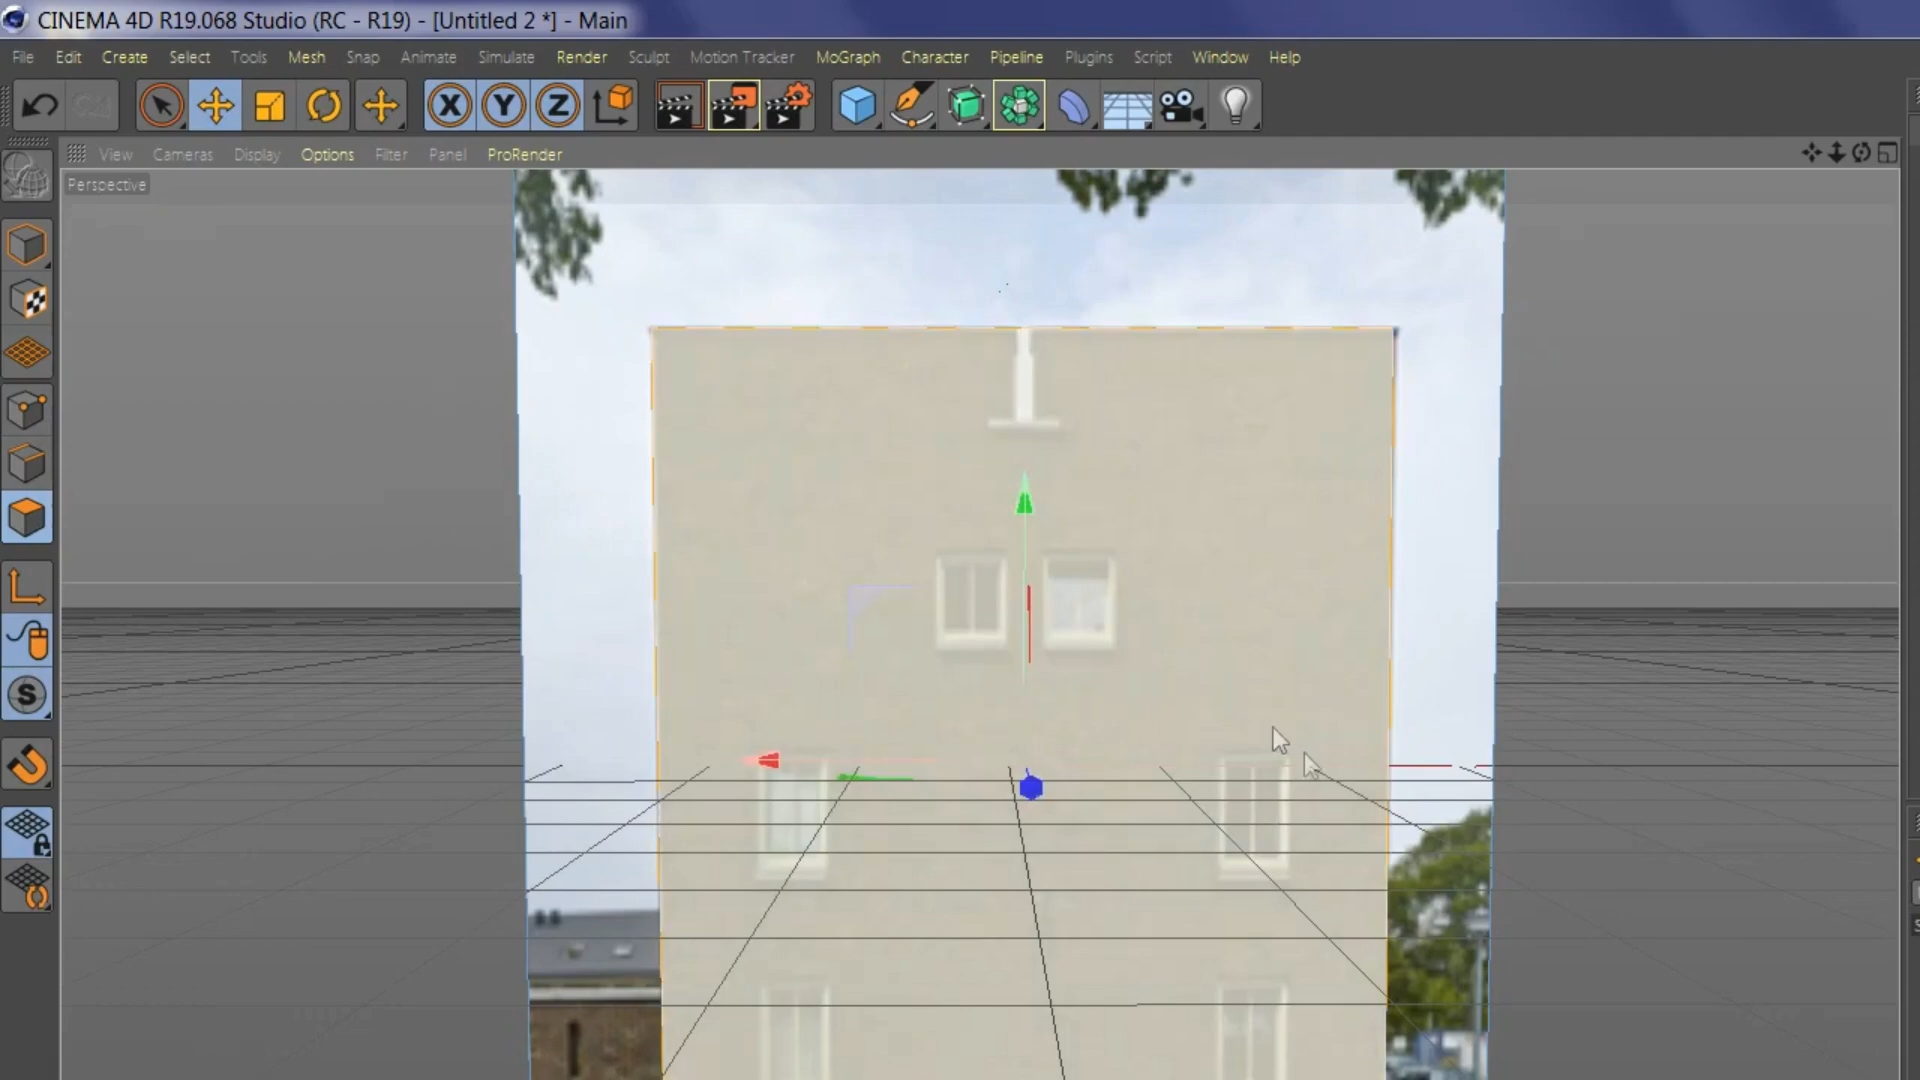 CINEMA 4D R19.068 Studio (RC - R19) - [Untitled 2 *] - Main
File Edit Create Select Tools Mesh Snap Animate Simulate Render Sculpt Motion Tracker MoGraph Character Pipeline Plugins Script Window Help
X Y Z
View Cameras Display Options Filter Panel ProRender
Perspective
S